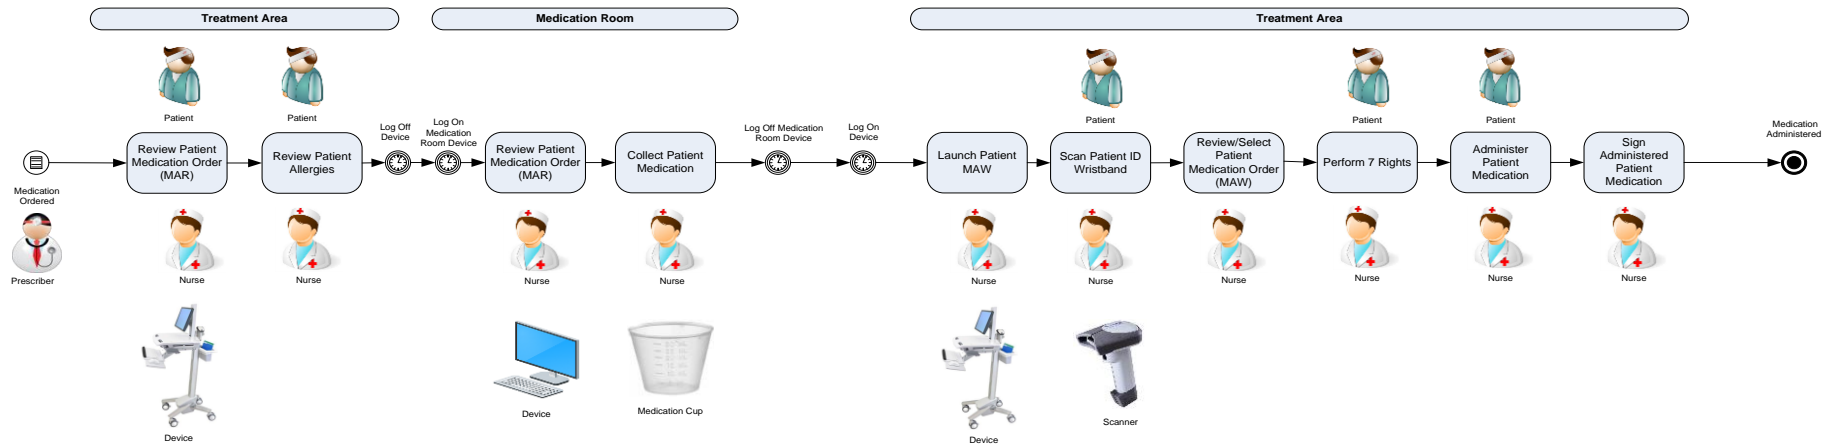 Treatment Area
Medication Room
Treatment Area
Patient
Patient
Patient
Patient
Patient
Log Off
Device
Log On
Medication
Room Device
Log Off Medication
Room Device
Log On
Device
Medication
Administered
Review Patient
Medication Order
(MAR)
Review Patient
Allergies
Review Patient
Medication Order
(MAR)
Collect Patient
Medication
Launch Patient
MAW
Scan Patient ID
Wristband
Review/Select
Patient
Medication Order
(MAW)
Perform 7 Rights
Administer
Patient
Medication
Sign
Administered
Patient
Medication
Medication
Ordered
Prescriber
Nurse
Nurse
Nurse
Nurse
Nurse
Nurse
Nurse
Nurse
Nurse
Nurse
Device
Device
Medication Cup
Device
Scanner